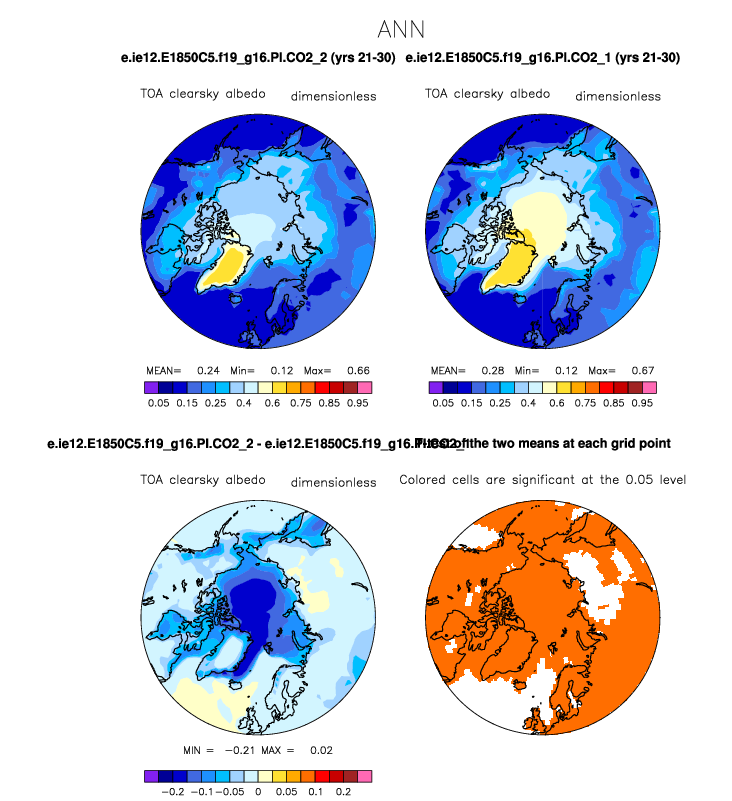 ANN
e.ie12.E1850C5.f19_g16.PI.CO2_2 (yrs 21-30) e.ie12.E1850C5.f19_g16.PI.CO2_1 (yrs 21-30)
TOA clearsky albedo dimensionless TOA clearsky albedo dimensionless
MEAN= 0.24 Min= 0.12 Max= 0.66 MEAN= 0.28 Min= 0.12 Max= 0.67
0.05 0.15 0.25 0.4 0.6 0.75 0.85 0.95 0.05 0.15 0.25 0.4 0.6 0.75 0.85 0.95
e.ie12.E1850C5.f19_g16.PI.CO2_2 - e.ie12.E1850C5.f19_g16.PI.CO2_ of the two means at each grid point
TOA clearsky albedo dimensionless Colored cells are significant at the 0.05 level
MIN = -0.21 MAX = 0.02
-0.2 -0.1 -0.05 0 0.05 0.1 0.2